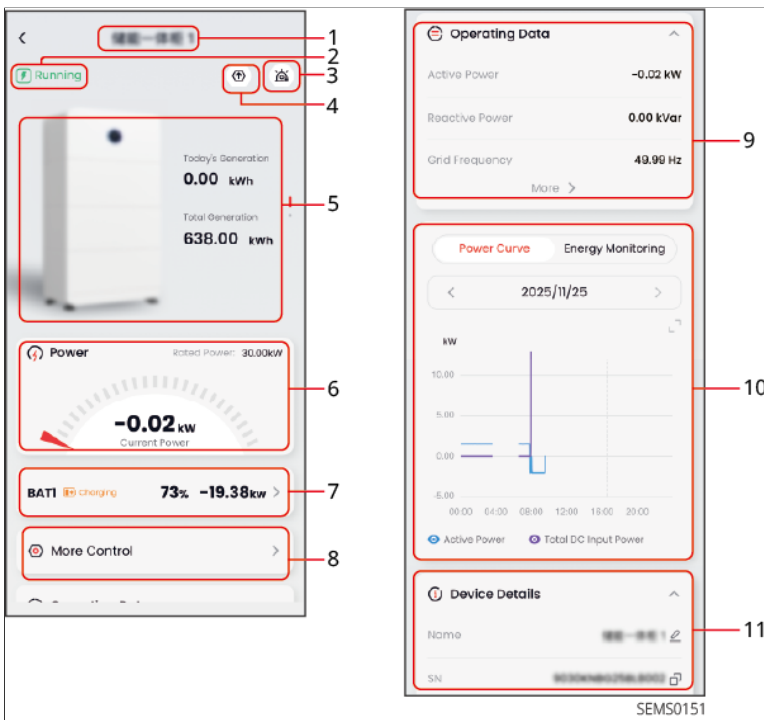 1
2
Running
3
4
Today's Generation
0.00 kWh
Total Generation
638.00 kWh
5
Power
Rated Power: 30.00kW
-0.02 kW
Current Power
6
BAT1 Charging 73% -19.38kw
7
More Control
8
Operating Data
Active Power -0.02 kW
Reactive Power 0.00 kVar
Grid Frequency 49.99 Hz
More
9
Power Curve Energy Monitoring
2025/11/25
kW
10.00
5.00
0.00
-5.00
00:00 04:00 08:00 12:00 16:00 20:00
Active Power Total DC Input Power
10
Device Details
Name
SN
11
SEMS0151